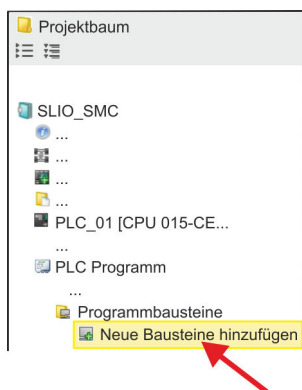 Projektbaum
SLIO_SMC
...
...
...
...
PLC_01 [CPU 015-CE...
...
PLC Programm
...
Programmbausteine
Neue Bausteine hinzufügen